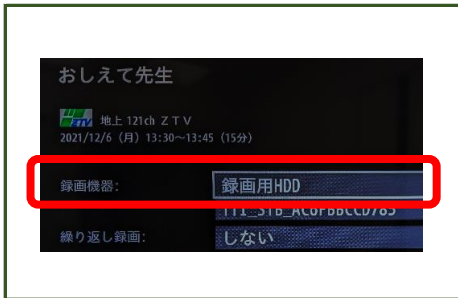 おしえて先生
ZTV 地上 121ch ZTV
2021/12/6（月）13:30～13:45（15分）
録画機器: 録画用HDD
繰り返し録画: しない